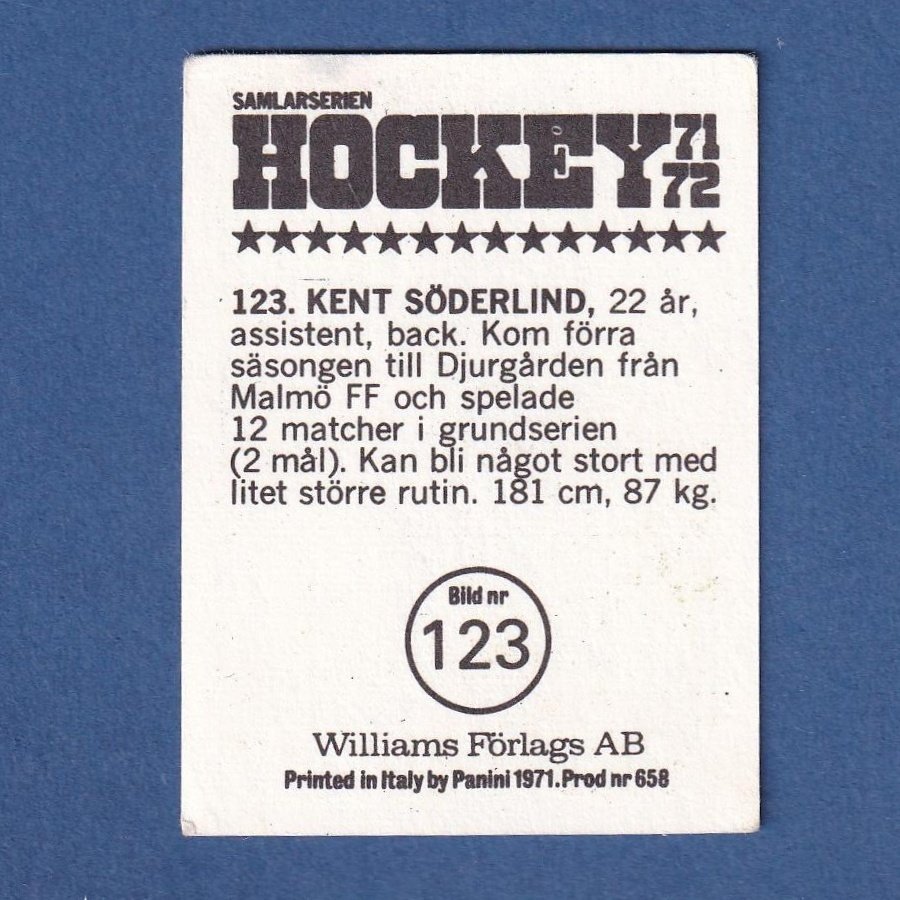 SAMLARSERIEN
HOCKEY 71
72
123. KENT SÖDERLIND, 22 år,
assistent, back. Kom förra
säsongen till Djurgården från
Malmö FF och spelade
12 matcher i grundserien
(2 mål). Kan bli något stort med
litet större rutin. 181 cm, 87 kg.
Bild nr
123
Williams Förlags AB
Printed in Italy by Panini 1971. Prod nr 658